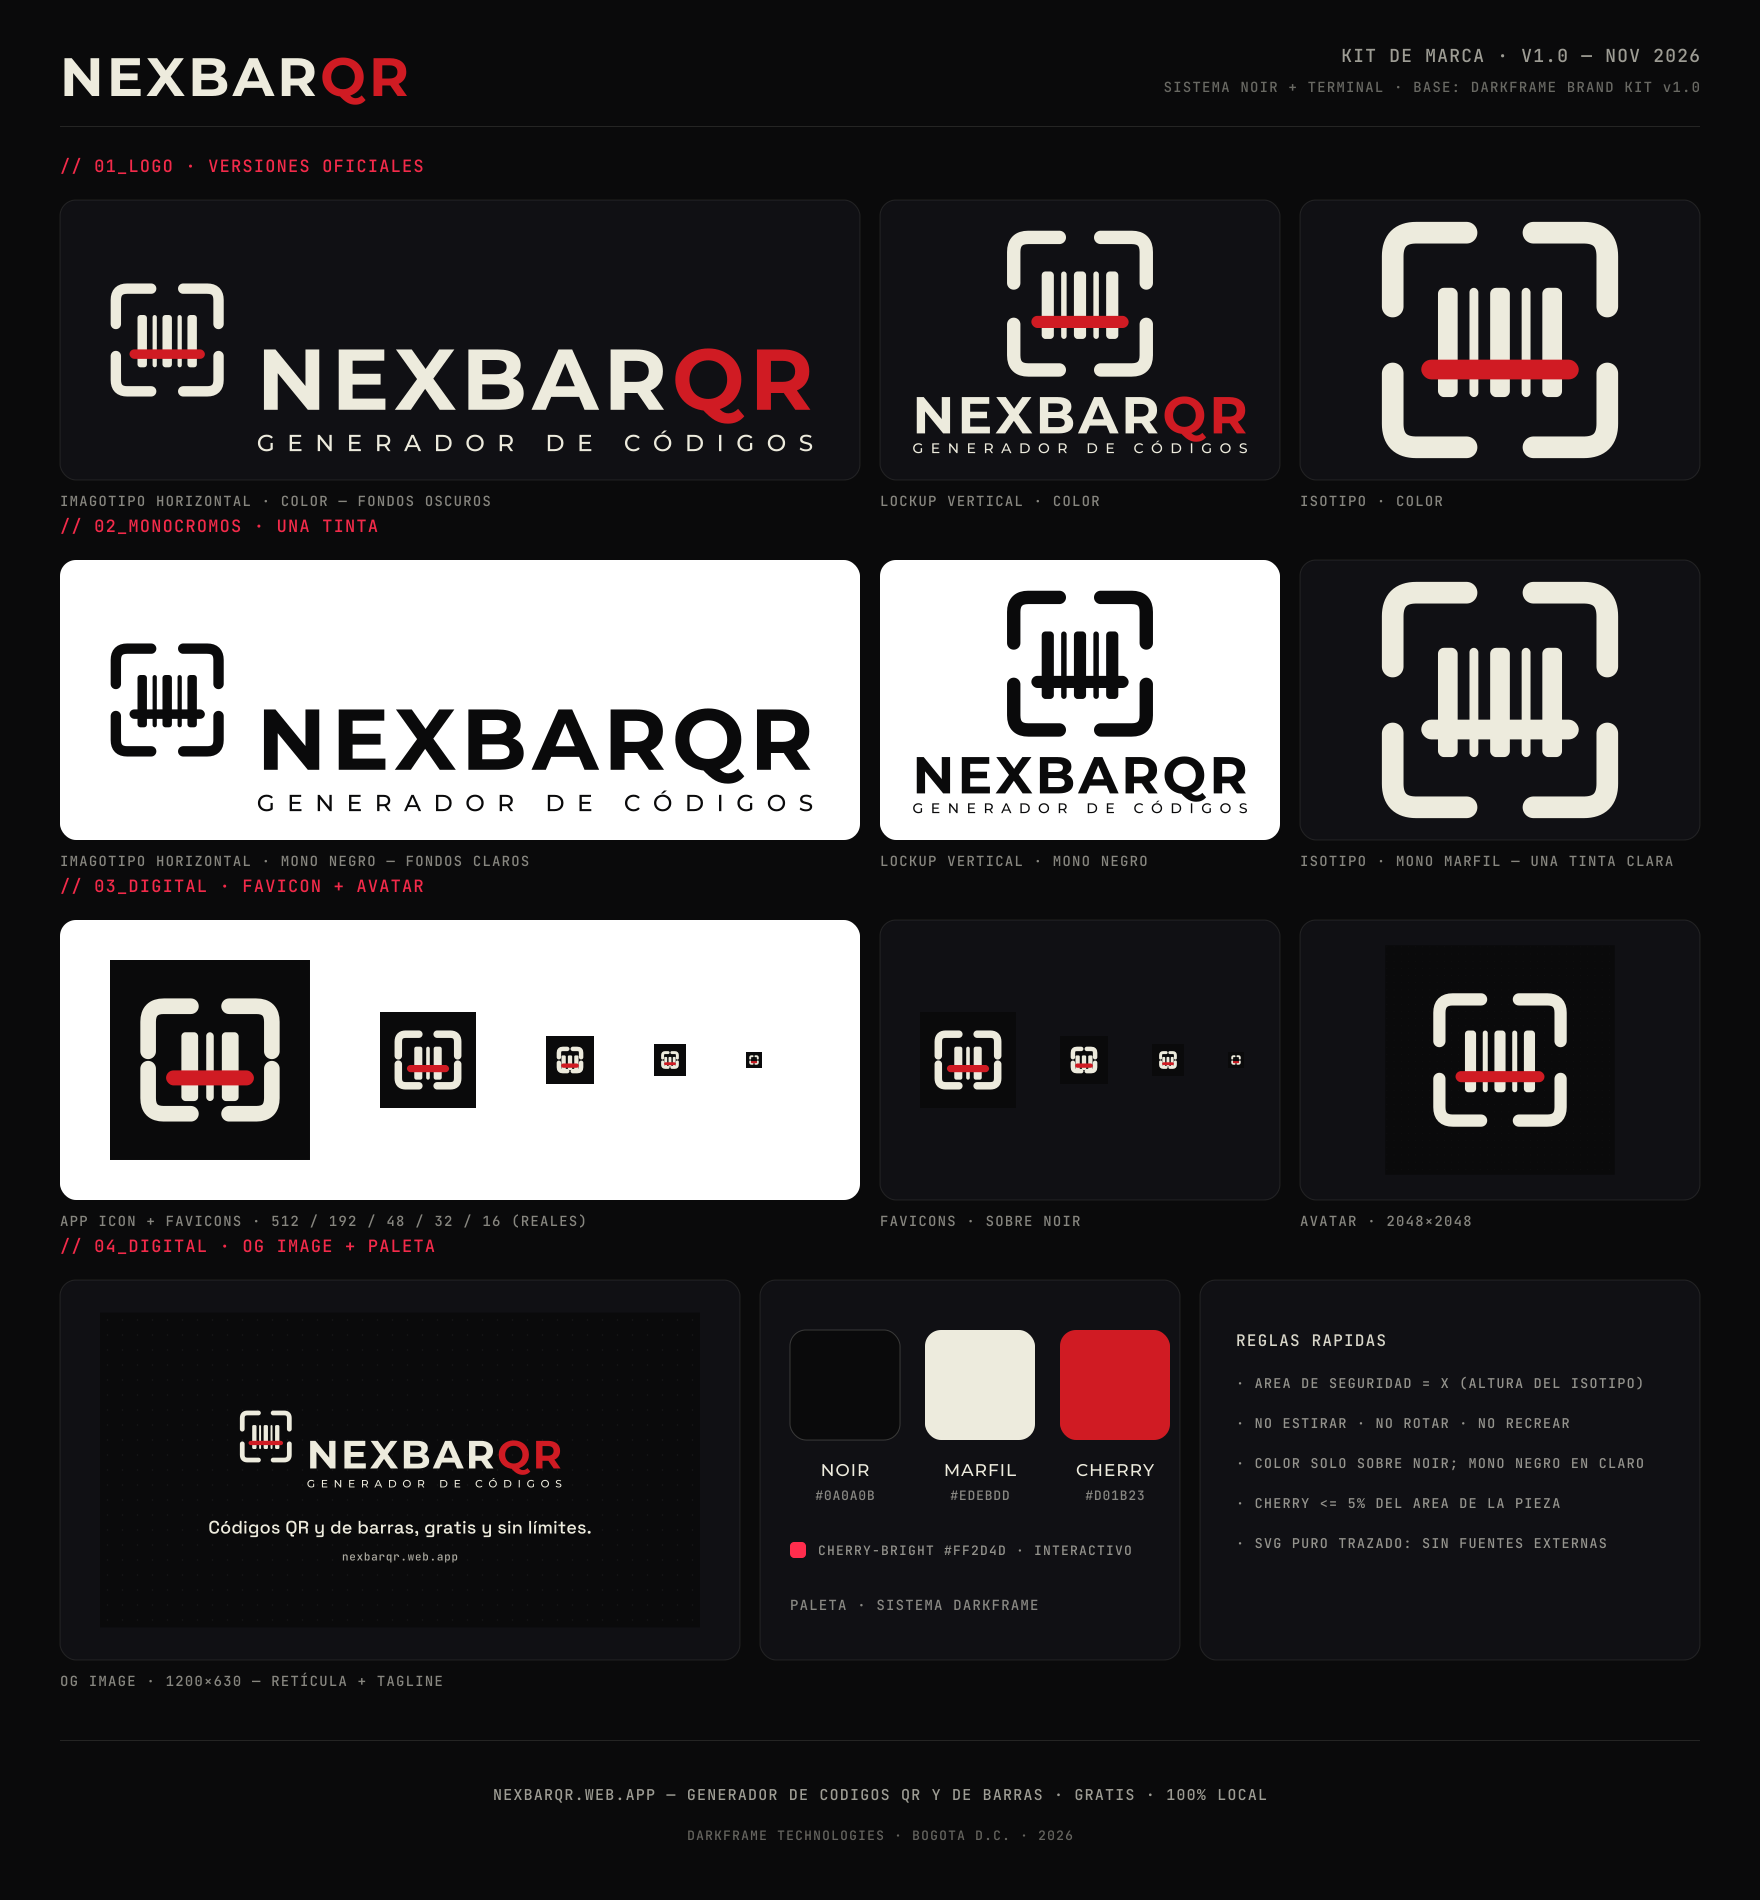 NEXBARQR
KIT DE MARCA · V1.0 — NOV 2026
SISTEMA NOIR + TERMINAL · BASE: DARKFRAME BRAND KIT v1.0
// 01_LOGO · VERSIONES OFICIALES
NEXBARQR
GENERADOR DE CÓDIGOS
NEXBARQR
GENERADOR DE CÓDIGOS
IMAGOTIPO HORIZONTAL · COLOR — FONDOS OSCUROS
LOCKUP VERTICAL · COLOR
ISOTIPO · COLOR
// 02_MONOCROMOS · UNA TINTA
NEXBARQR
GENERADOR DE CÓDIGOS
NEXBARQR
GENERADOR DE CÓDIGOS
IMAGOTIPO HORIZONTAL · MONO NEGRO — FONDOS CLAROS
LOCKUP VERTICAL · MONO NEGRO
ISOTIPO · MONO MARFIL — UNA TINTA CLARA
// 03_DIGITAL · FAVICON + AVATAR
APP ICON + FAVICONS · 512 / 192 / 48 / 32 / 16 (REALES)
FAVICONS · SOBRE NOIR
AVATAR · 2048×2048
// 04_DIGITAL · OG IMAGE + PALETA
NEXBARQR
GENERADOR DE CÓDIGOS
Códigos QR y de barras, gratis y sin límites.
nexbarqr.web.app
OG IMAGE · 1200×630 — RETÍCULA + TAGLINE
NOIR
#0A0A0B
MARFIL
#EDEBDD
CHERRY
#D01B23
CHERRY-BRIGHT #FF2D4D · INTERACTIVO
PALETA · SISTEMA DARKFRAME
REGLAS RAPIDAS
· AREA DE SEGURIDAD = X (ALTURA DEL ISOTIPO)
· NO ESTIRAR · NO ROTAR · NO RECREAR
· COLOR SOLO SOBRE NOIR; MONO NEGRO EN CLARO
· CHERRY <= 5% DEL AREA DE LA PIEZA
· SVG PURO TRAZADO: SIN FUENTES EXTERNAS
NEXBARQR.WEB.APP — GENERADOR DE CODIGOS QR Y DE BARRAS · GRATIS · 100% LOCAL
DARKFRAME TECHNOLOGIES · BOGOTA D.C. · 2026